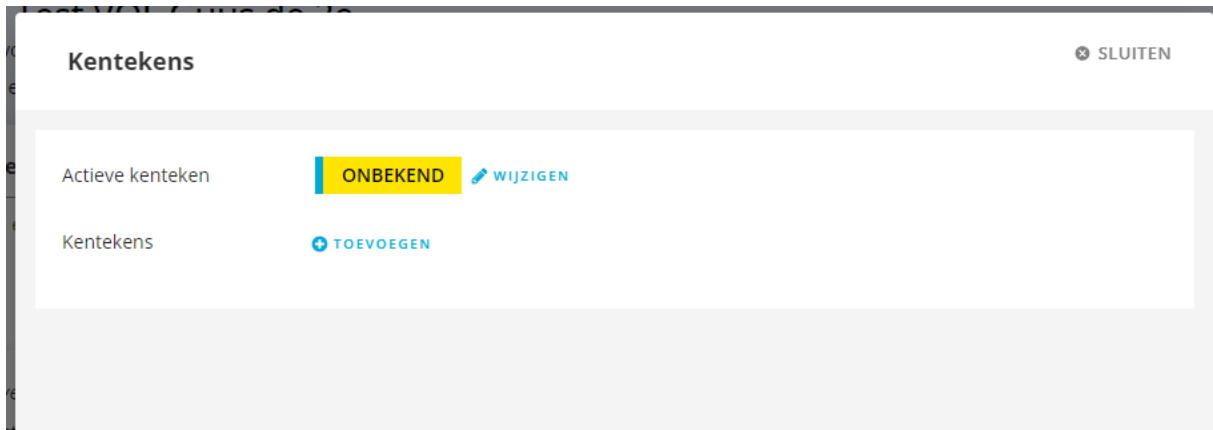 Kentekens
SLUITEN
Actieve kenteken
ONBEKEND
WIJZIGEN
Kentekens
TOEVOEGEN